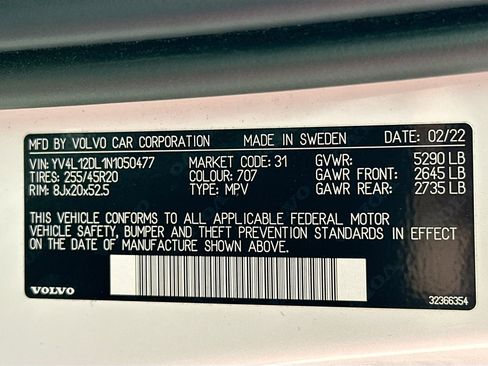 MFD BY VOLVO CAR CORPORATION MADE IN SWEDEN DATE: 02/22
VIN: YV4L12DL1N1050477 MARKET CODE: 31 GVWR: 5290 LB
TIRES: 255/45R20 COLOUR: 707 GAWR FRONT: 2645 LB
RIM: 8Jx20x52.5 TYPE: MPV GAWR REAR: 2735 LB
THIS VEHICLE CONFORMS TO ALL APPLICABLE FEDERAL MOTOR
VEHICLE SAFETY, BUMPER AND THEFT PREVENTION STANDARDS IN EFFECT
ON THE DATE OF MANUFACTURE SHOWN ABOVE.
VOLVO 32366354